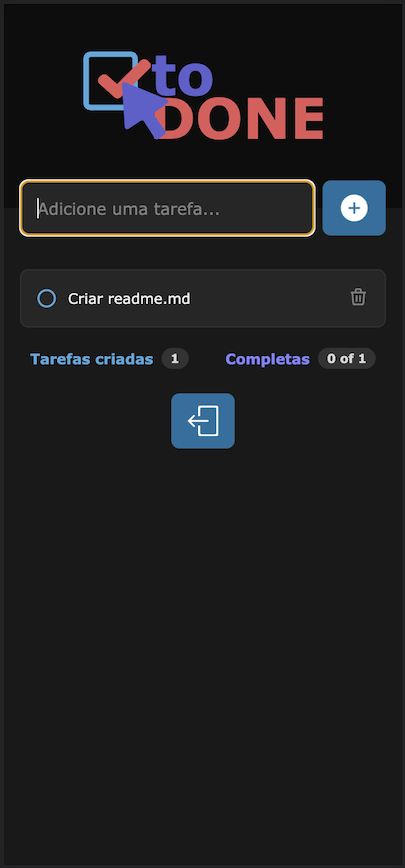 to
DONE
Adicione uma tarefa...
Criar readme.md
Tarefas criadas 1 Completas 0 of 1